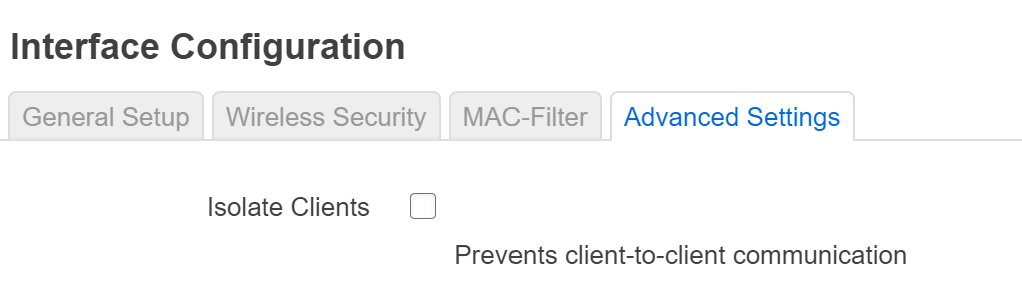 Interface Configuration
General Setup Wireless Security MAC-Filter Advanced Settings
Isolate Clients
Prevents client-to-client communication